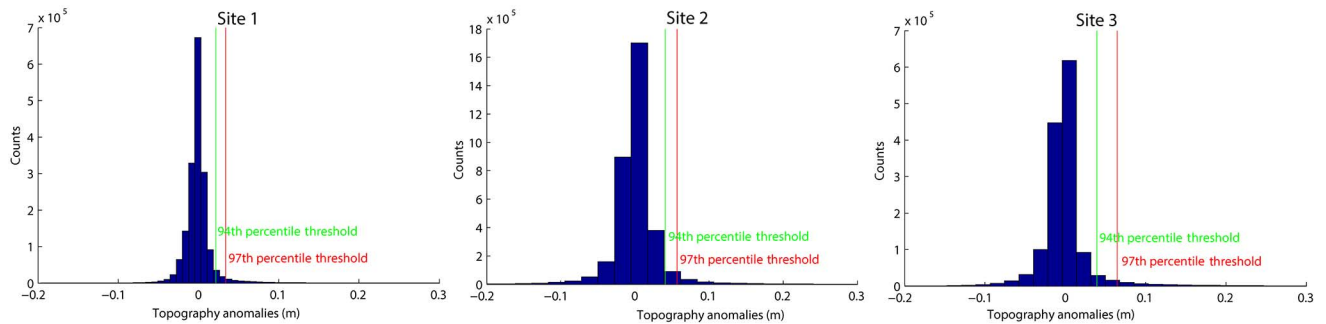 Site 1
x 10 5
7
6
5
4
3
2
1
0
Counts
94th percentile threshold
97th percentile threshold
−0.2 −0.1 0 0.1 0.2 0.3
Topography anomalies (m)
Site 2
x 10 5
18
16
14
12
10
8
6
4
2
0
Counts
94th percentile threshold
97th percentile threshold
−0.2 −0.1 0 0.1 0.2 0.3
Topography anomalies (m)
Site 3
x 10 5
7
6
5
4
3
2
1
0
Counts
94th percentile threshold
97th percentile threshold
−0.2 −0.1 0 0.1 0.2 0.3
Topography anomalies (m)